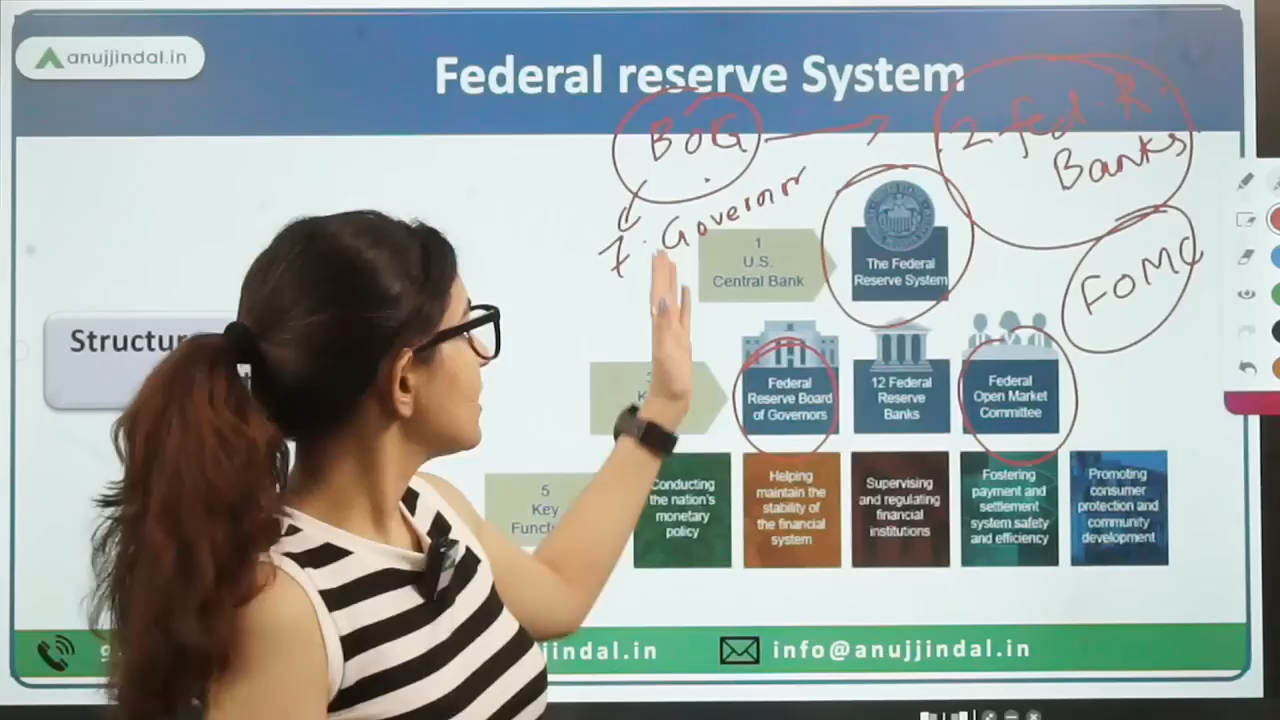 anujjindal.in
Federal reserve System
BOG
2 fed. R.
Banks
7. Governor
FOMC
1
U.S.
Central Bank
The Federal
Reserve System
Structur
Federal
Reserve Board
of Governors
12 Federal
Reserve
Banks
Federal
Open Market
Committee
5
Key
Functi
Conducting
the nation's
monetary
policy
Helping
maintain the
stability of
the financial
system
Supervising
and regulating
financial
institutions
Fostering
payment and
settlement
system safety
and efficiency
Promoting
consumer
protection and
community
development
jindal.in
info@anujjindal.in